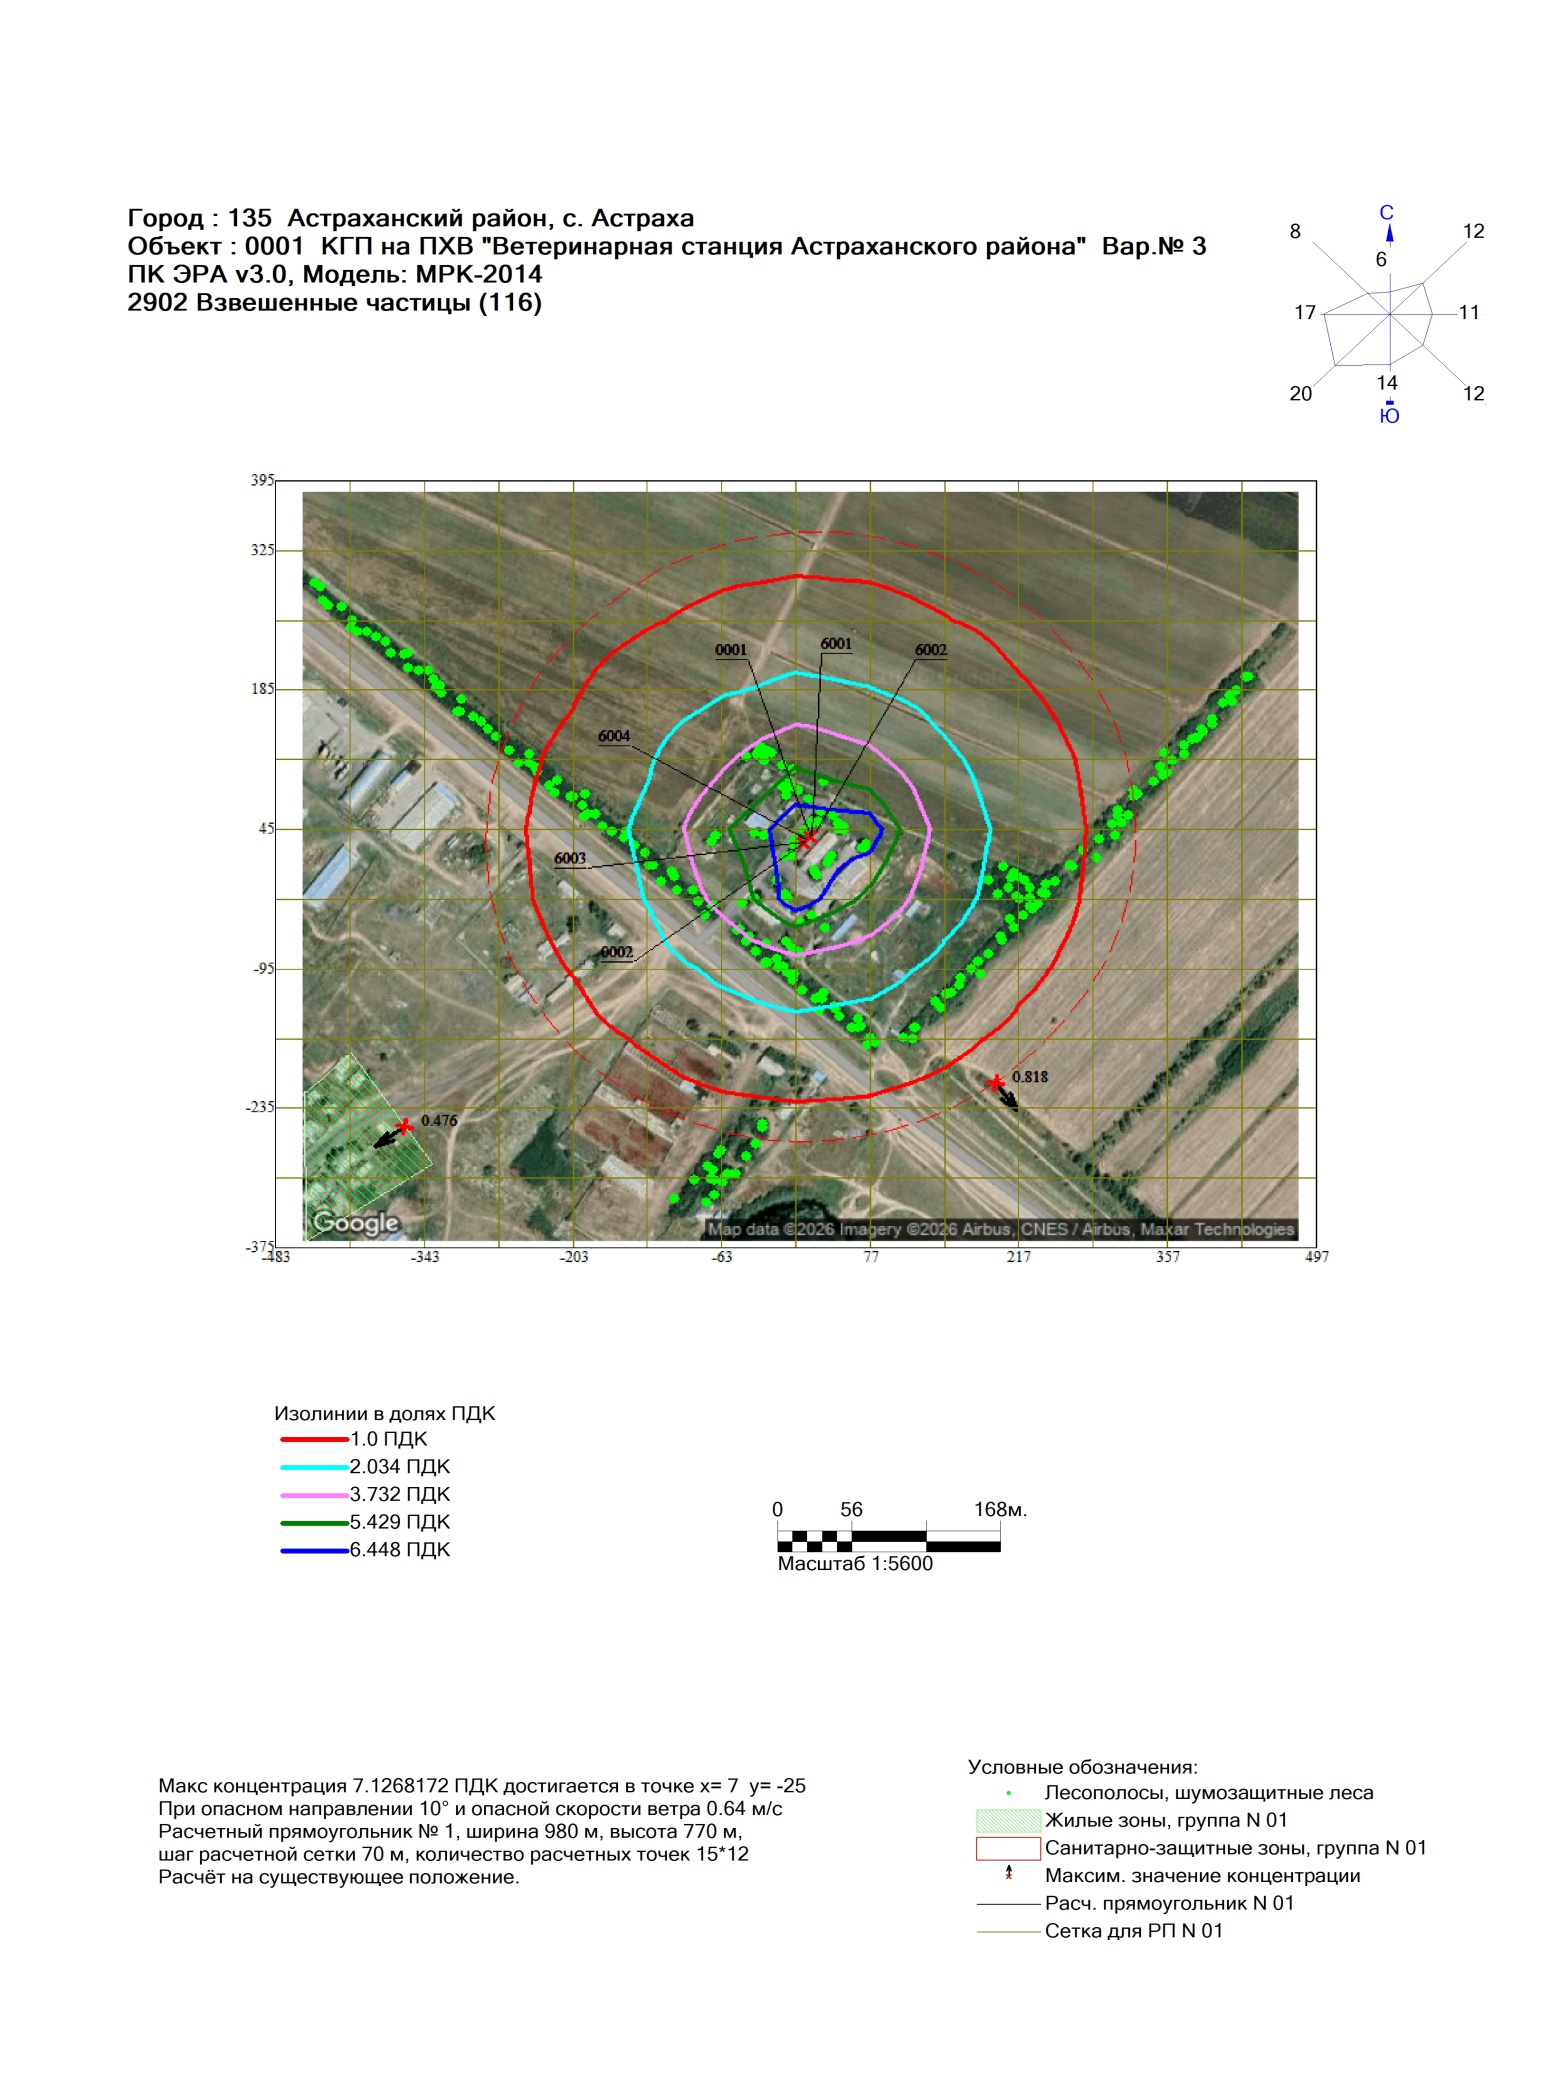 Город : 135  Астраханский район, с. Астраха
Объект : 0001  КГП на ПХВ "Ветеринарная станция Астраханского района"  Вар.№ 3
ПК ЭРА v3.0, Модель: МРК-2014
2902 Взвешенные частицы (116)
С
8
12
6
17
11
14
20
12
Ю
395
325
185
45
-95
-235
-375
0001
6001
6002
6004
6003
0002
0.818
0.476
Google
Map data ©2026 Imagery ©2026 Airbus, CNES / Airbus, Maxar Technologies
-483
-343
-203
-63
77
217
357
497
Изолинии в долях ПДК
1.0 ПДК
2.034 ПДК
3.732 ПДК
5.429 ПДК
6.448 ПДК
0 56 168м.
Масштаб 1:5600
Макс концентрация 7.1268172 ПДК достигается в точке x= 7  y= -25
При опасном направлении 10° и опасной скорости ветра 0.64 м/с
Расчетный прямоугольник № 1, ширина 980 м, высота 770 м,
шаг расчетной сетки 70 м, количество расчетных точек 15*12
Расчёт на существующее положение.
Условные обозначения:
Лесополосы, шумозащитные леса
Жилые зоны, группа N 01
Санитарно-защитные зоны, группа N 01
Максим. значение концентрации
Расч. прямоугольник N 01
Сетка для РП N 01